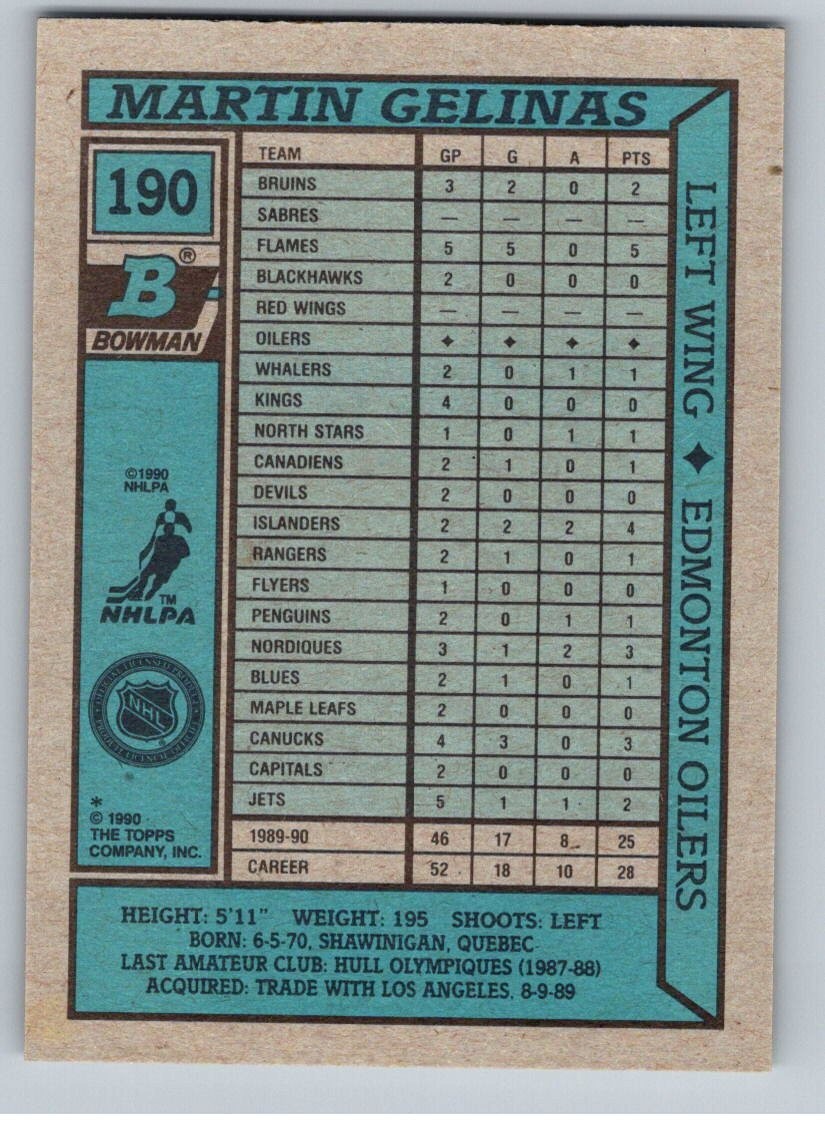 MARTIN GELINAS
190
B®
BOWMAN
©1990
NHLPA
TM
NHLPA
NHL
*
© 1990
THE TOPPS
COMPANY, INC.
TEAM GP G A PTS
BRUINS 3 2 0 2
SABRES — — — —
FLAMES 5 5 0 5
BLACKHAWKS 2 0 0 0
RED WINGS — — — —
OILERS ♦ ♦ ♦ ♦
WHALERS 2 0 1 1
KINGS 4 0 0 0
NORTH STARS 1 0 1 1
CANADIENS 2 1 0 1
DEVILS 2 0 0 0
ISLANDERS 2 2 2 4
RANGERS 2 1 0 1
FLYERS 1 0 0 0
PENGUINS 2 0 1 1
NORDIQUES 3 1 2 3
BLUES 2 1 0 1
MAPLE LEAFS 2 0 0 0
CANUCKS 4 3 0 3
CAPITALS 2 0 0 0
JETS 5 1 1 2
1989-90 46 17 8 25
CAREER 52 18 10 28
LEFT WING ♦ EDMONTON OILERS
HEIGHT: 5'11" WEIGHT: 195 SHOOTS: LEFT
BORN: 6-5-70, SHAWINIGAN, QUEBEC
LAST AMATEUR CLUB: HULL OLYMPIQUES (1987-88)
ACQUIRED: TRADE WITH LOS ANGELES, 8-9-89